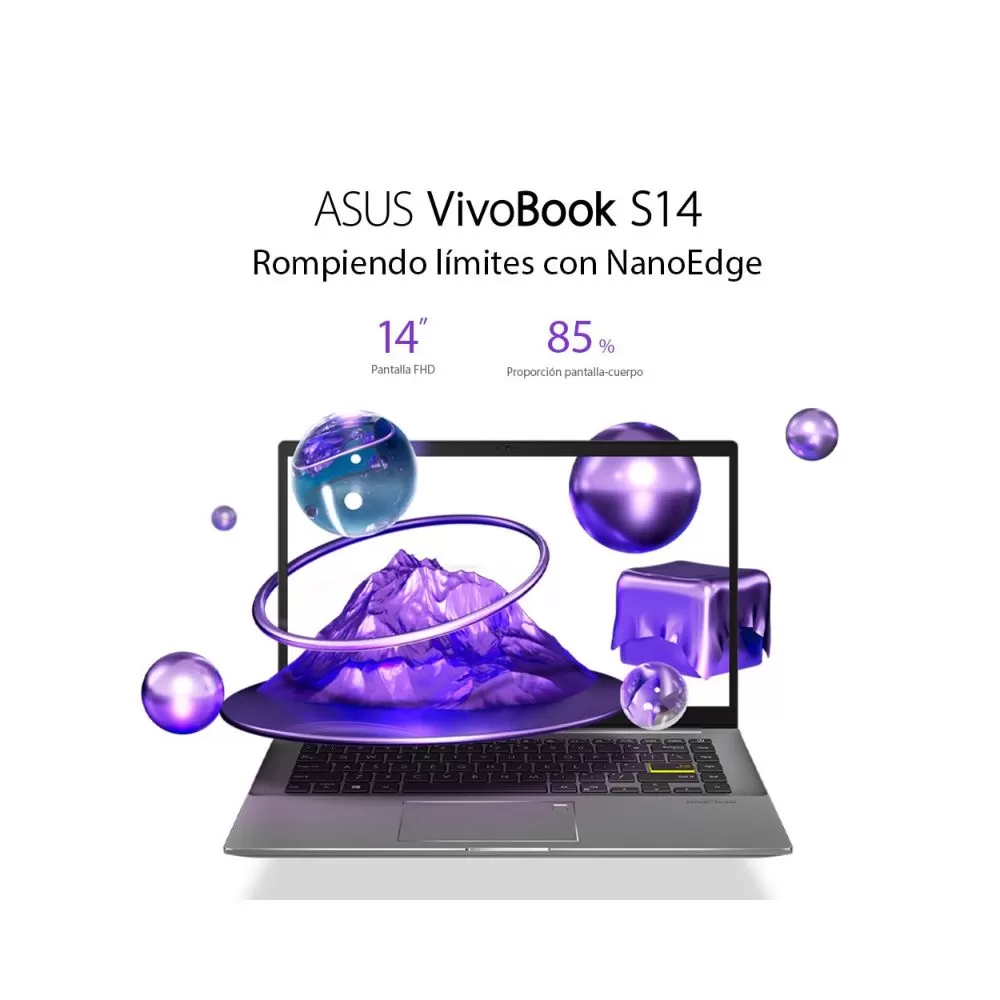 ASUS VivoBook S14
Rompiendo límites con NanoEdge
14” 85 %
Pantalla FHD Proporción pantalla-cuerpo